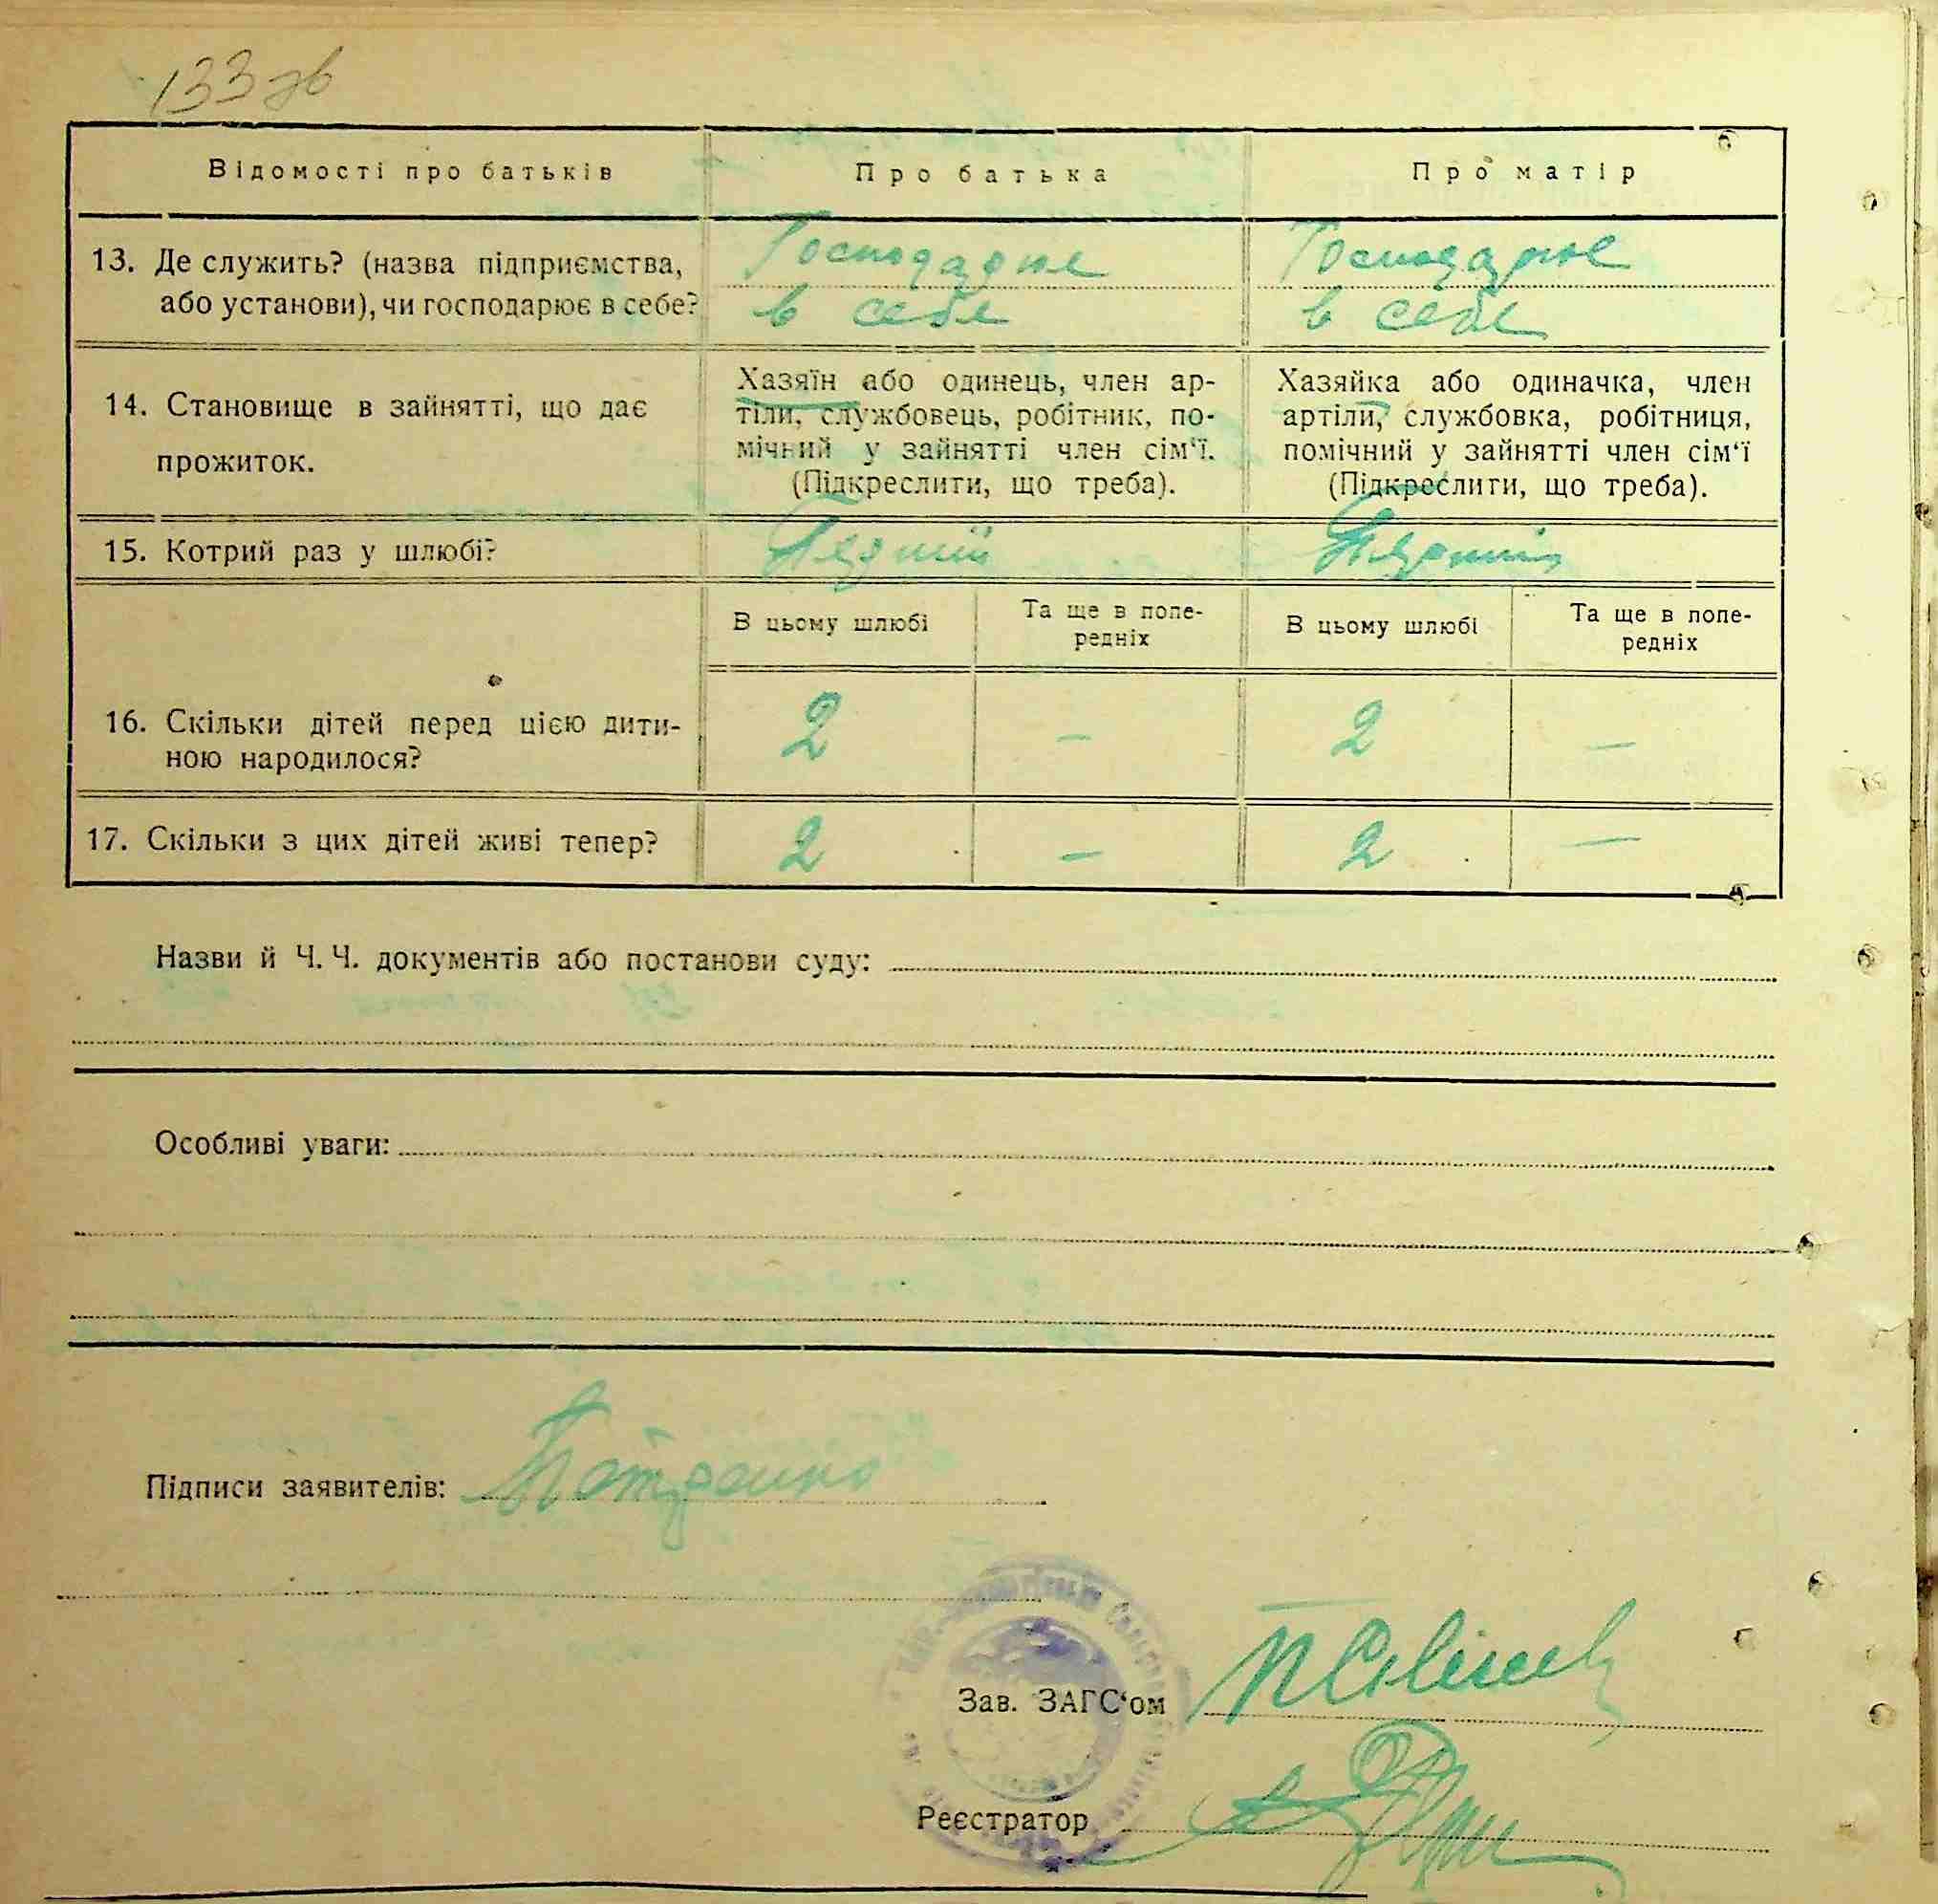 133 зв
Відомості про батьків
Про батька
Про матір
13. Де служить? (назва підприємства,
або установи), чи господарює в себе?
Господарює
в себе
Господарює
в себе
14. Становище в зайнятті, що дає
прожиток.
Хазяїн або одинець, член ар-
тіли, службовець, робітник, по-
мічний у зайнятті член сім'ї.
(Підкреслити, що треба).
Хазяйка або одиначка, член
артіли, службовка, робітниця,
помічний у зайнятті член сім'ї
(Підкреслити, що треба).
15. Котрий раз у шлюбі?
Перший
Перший
В цьому шлюбі
Та ще в попе-
редніх
В цьому шлюбі
Та ще в попе-
редніх
16. Скільки дітей перед цією дити-
ною народилося?
2
–
2
–
17. Скільки з цих дітей живі тепер?
2
–
2
–
Назви й Ч. Ч. документів або постанови суду:
Особливі уваги:
Підписи заявителів: Петренко
Зав. ЗАГС'ом
Реєстратор